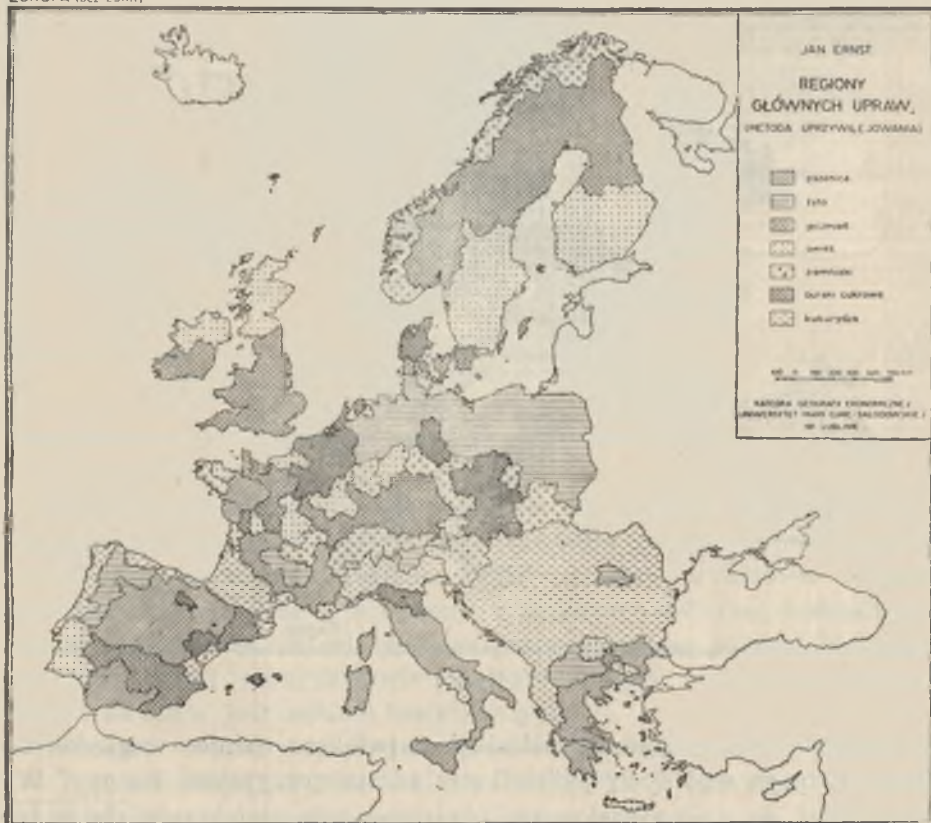 JAN ERNST
REGIONY
GŁÓWNYCH UPRAW,
(METODA UPRZYWILEJOWANIA)
pszenica
żyto
jęczmień
owies
ziemniaki
buraki cukrowe
kukurydza
KATEDRA GEOGRAFII EKONOMICZNEJ
UNIWERSYTET MARII CURIE-SKŁODOWSKIEJ
W LUBLINIE